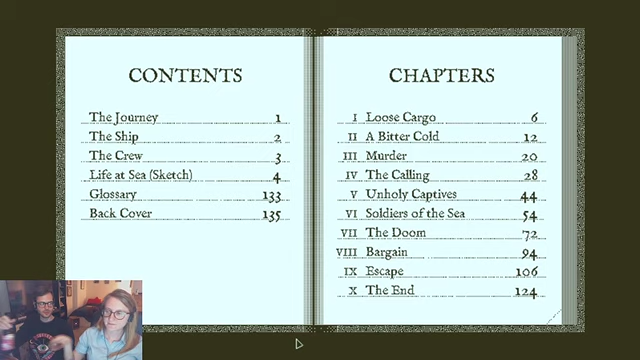 CONTENTS
The Journey 1
The Ship 2
The Crew 3
Life at Sea (Sketch) 4
Glossary 133
Back Cover 135
CHAPTERS
I Loose Cargo 6
II A Bitter Cold 12
III Murder 20
IV The Calling 28
V Unholy Captives 44
VI Soldiers of the Sea 54
VII The Doom 72
VIII Bargain 94
IX Escape 106
X The End 124